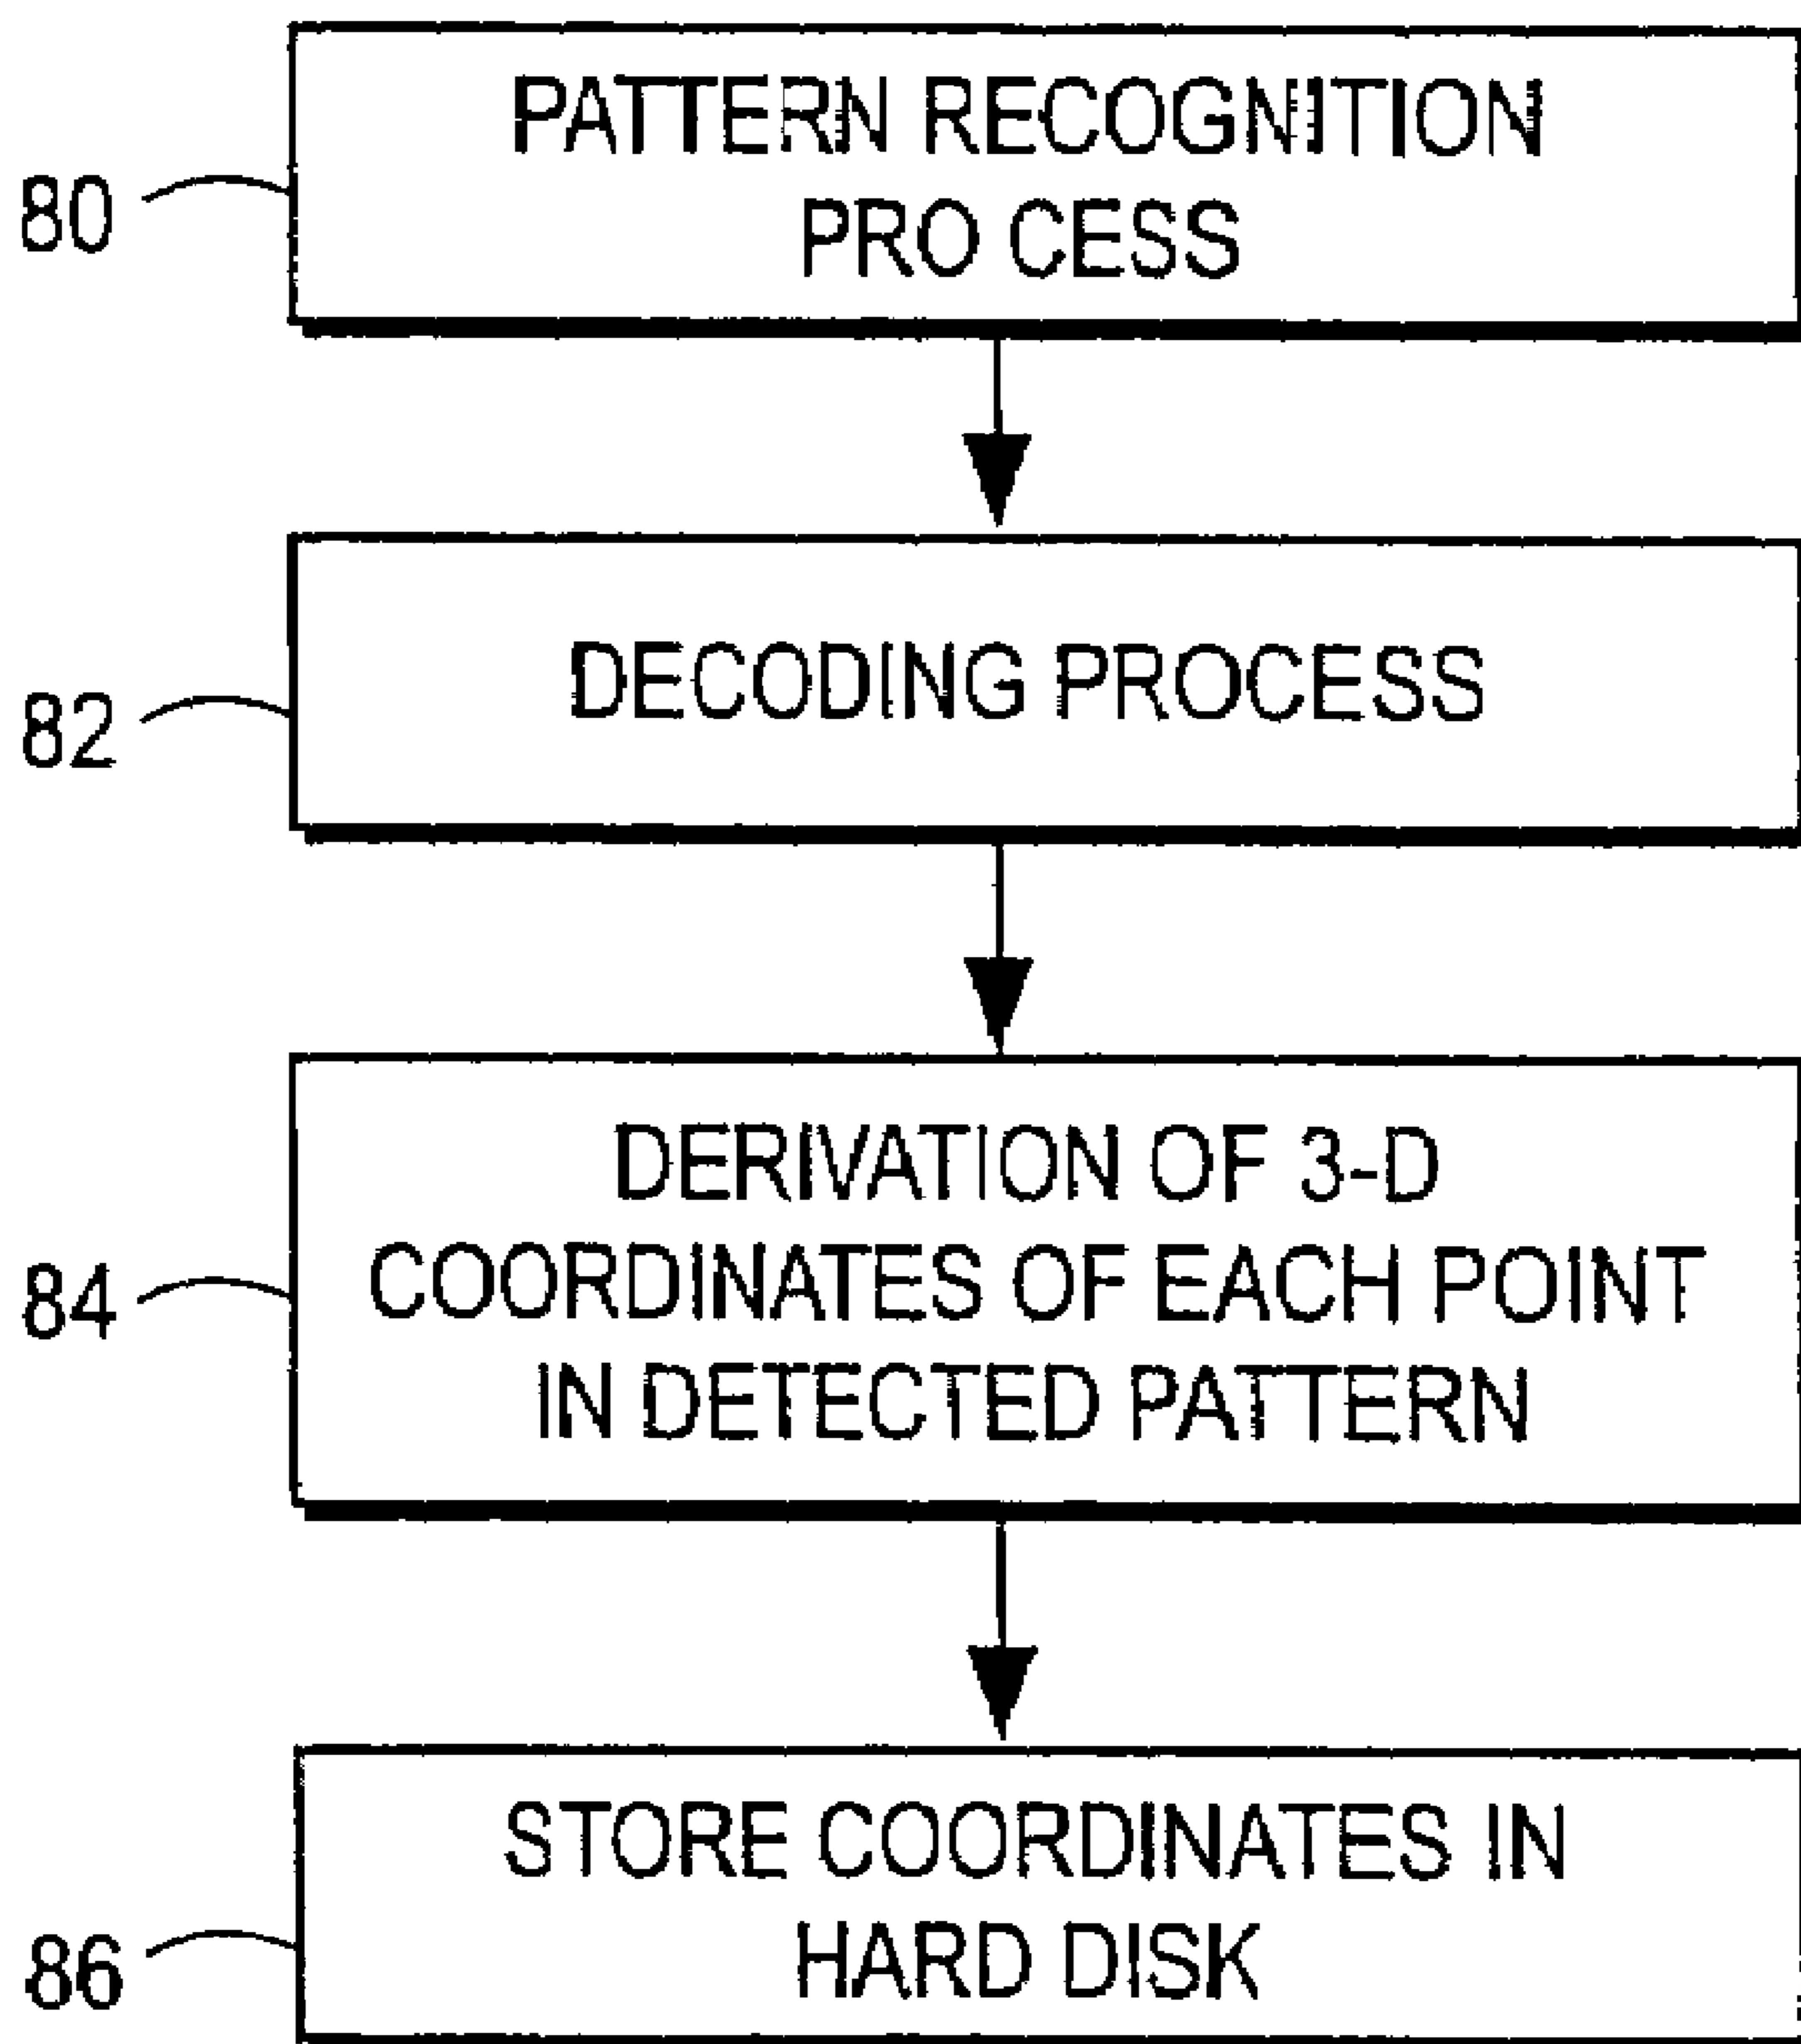 PATTERN RECOGNITION
PRO CESS
80
DECODING PROCESS
82
DERIVATION OF 3-D
COORDINATES OF EACH POINT
IN DETECTED PATTERN
84
STORE COORDINATES IN
HARD DISK
86